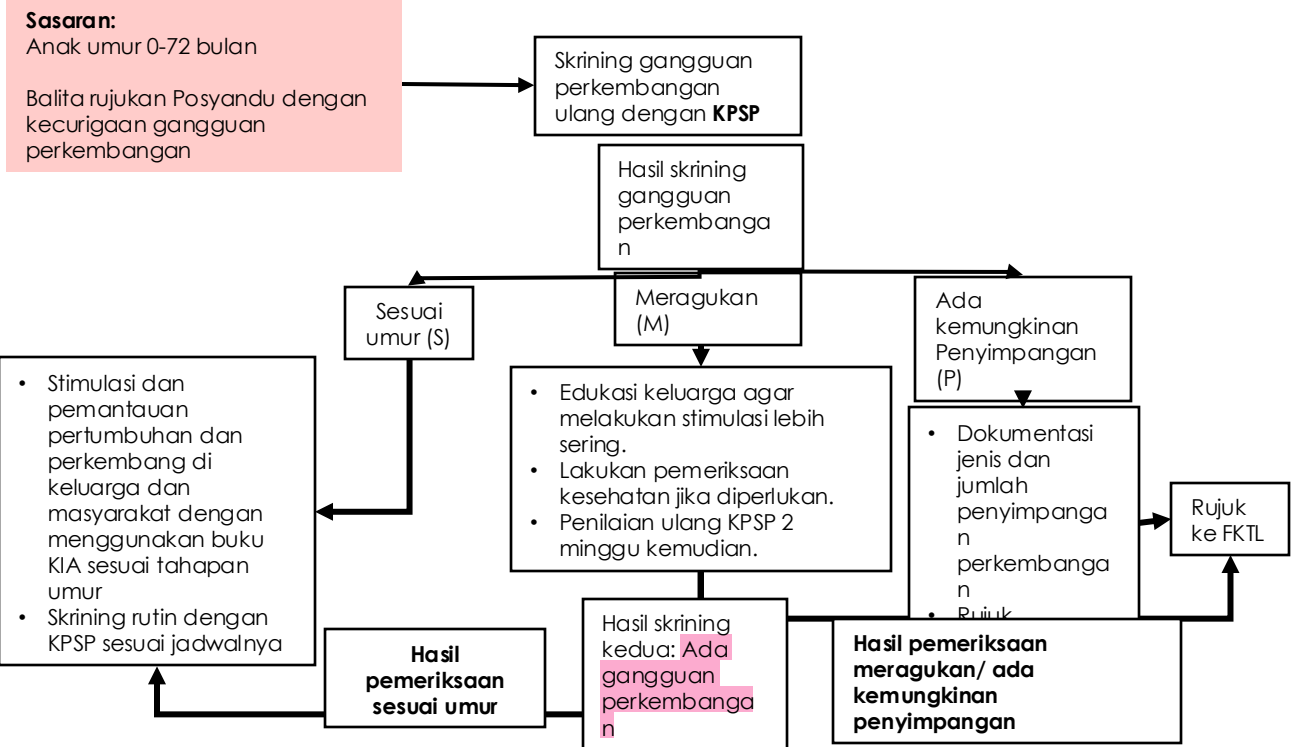 Sasaran:
Anak umur 0-72 bulan
Balita rujukan Posyandu dengan
kecurigaan gangguan
perkembangan
Skrining gangguan
perkembangan
ulang dengan KPSP
Hasil skrining
gangguan
perkembanga
n
Sesuai
umur (S)
Meragukan
(M)
Ada
kemungkinan
Penyimpangan
(P)
• Stimulasi dan
pemantauan
pertumbuhan dan
perkembang di
keluarga dan
masyarakat dengan
menggunakan buku
KIA sesuai tahapan
umur
• Skrining rutin dengan
KPSP sesuai jadwalnya
• Edukasi keluarga agar
melakukan stimulasi lebih
sering.
• Lakukan pemeriksaan
kesehatan jika diperlukan.
• Penilaian ulang KPSP 2
minggu kemudian.
• Dokumentasi
jenis dan
jumlah
penyimpanga
n
perkembanga
n
• Rujuk
Rujuk
ke FKTL
Hasil
pemeriksaan
sesuai umur
Hasil skrining
kedua: Ada
gangguan
perkembanga
n
Hasil pemeriksaan
meragukan/ ada
kemungkinan
penyimpangan